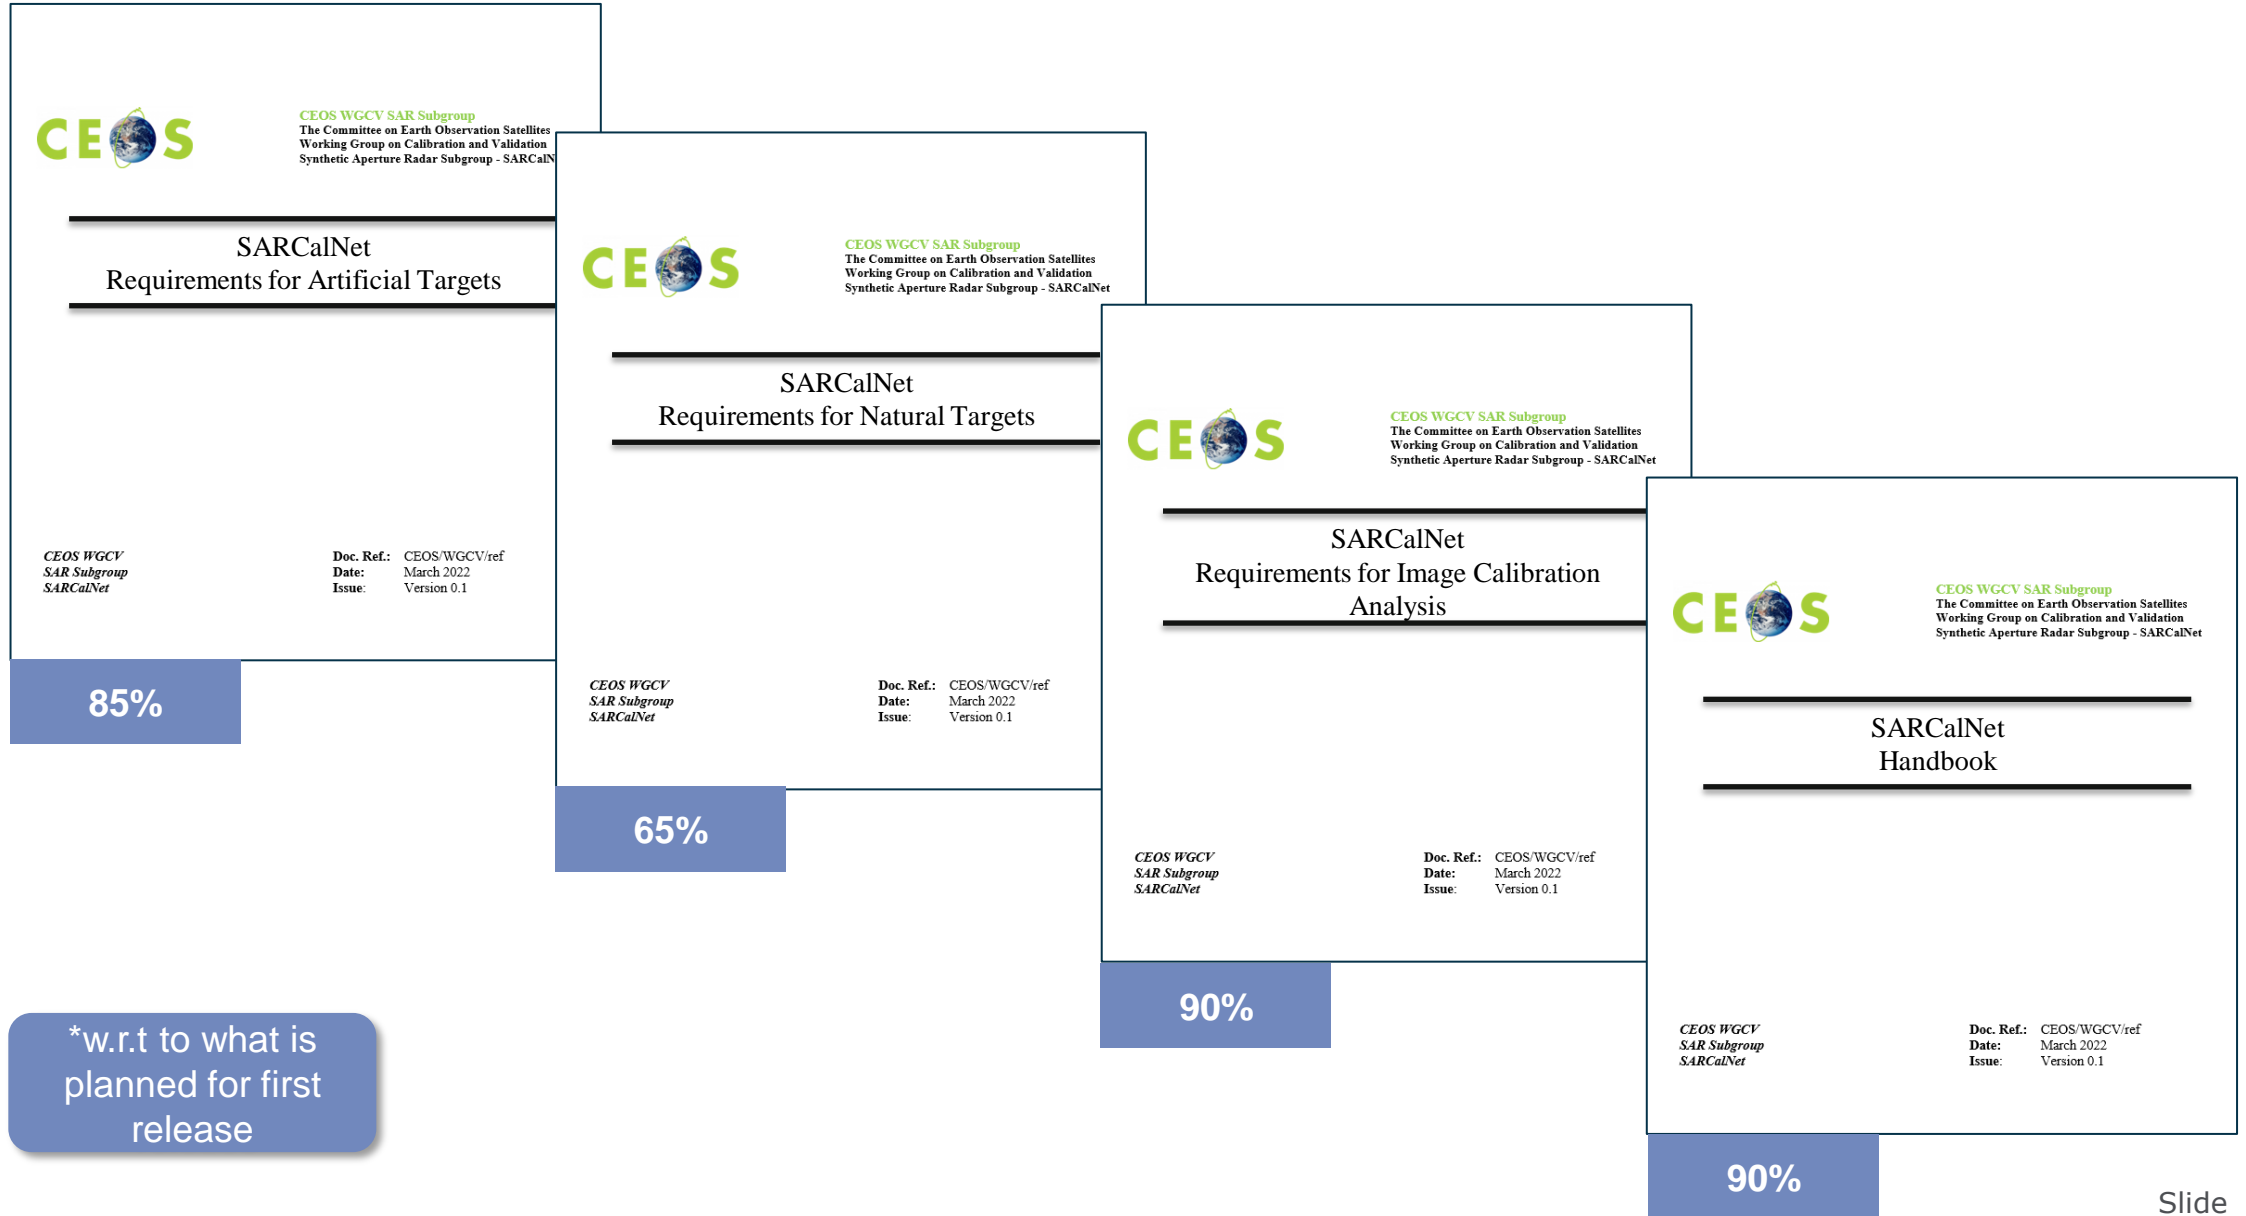 CEOS
CEOS WGCV SAR Subgroup
The Committee on Earth Observation Satellites
Working Group on Calibration and Validation
Synthetic Aperture Radar Subgroup - SARCalN
SARCalNet
Requirements for Artificial Targets
CEOS WGCV
SAR Subgroup
SARCalNet
Doc. Ref.: CEOS/WGCV/ref
Date: March 2022
Issue: Version 0.1
85%
CEOS
CEOS WGCV SAR Subgroup
The Committee on Earth Observation Satellites
Working Group on Calibration and Validation
Synthetic Aperture Radar Subgroup - SARCalNet
SARCalNet
Requirements for Natural Targets
CEOS WGCV
SAR Subgroup
SARCalNet
Doc. Ref.: CEOS/WGCV/ref
Date: March 2022
Issue: Version 0.1
65%
CEOS
CEOS WGCV SAR Subgroup
The Committee on Earth Observation Satellites
Working Group on Calibration and Validation
Synthetic Aperture Radar Subgroup - SARCalNet
SARCalNet
Requirements for Image Calibration
Analysis
CEOS WGCV
SAR Subgroup
SARCalNet
Doc. Ref.: CEOS/WGCV/ref
Date: March 2022
Issue: Version 0.1
90%
CEOS
CEOS WGCV SAR Subgroup
The Committee on Earth Observation Satellites
Working Group on Calibration and Validation
Synthetic Aperture Radar Subgroup - SARCalNet
SARCalNet
Handbook
CEOS WGCV
SAR Subgroup
SARCalNet
Doc. Ref.: CEOS/WGCV/ref
Date: March 2022
Issue: Version 0.1
90%
*w.r.t to what is
planned for first
release
Slide